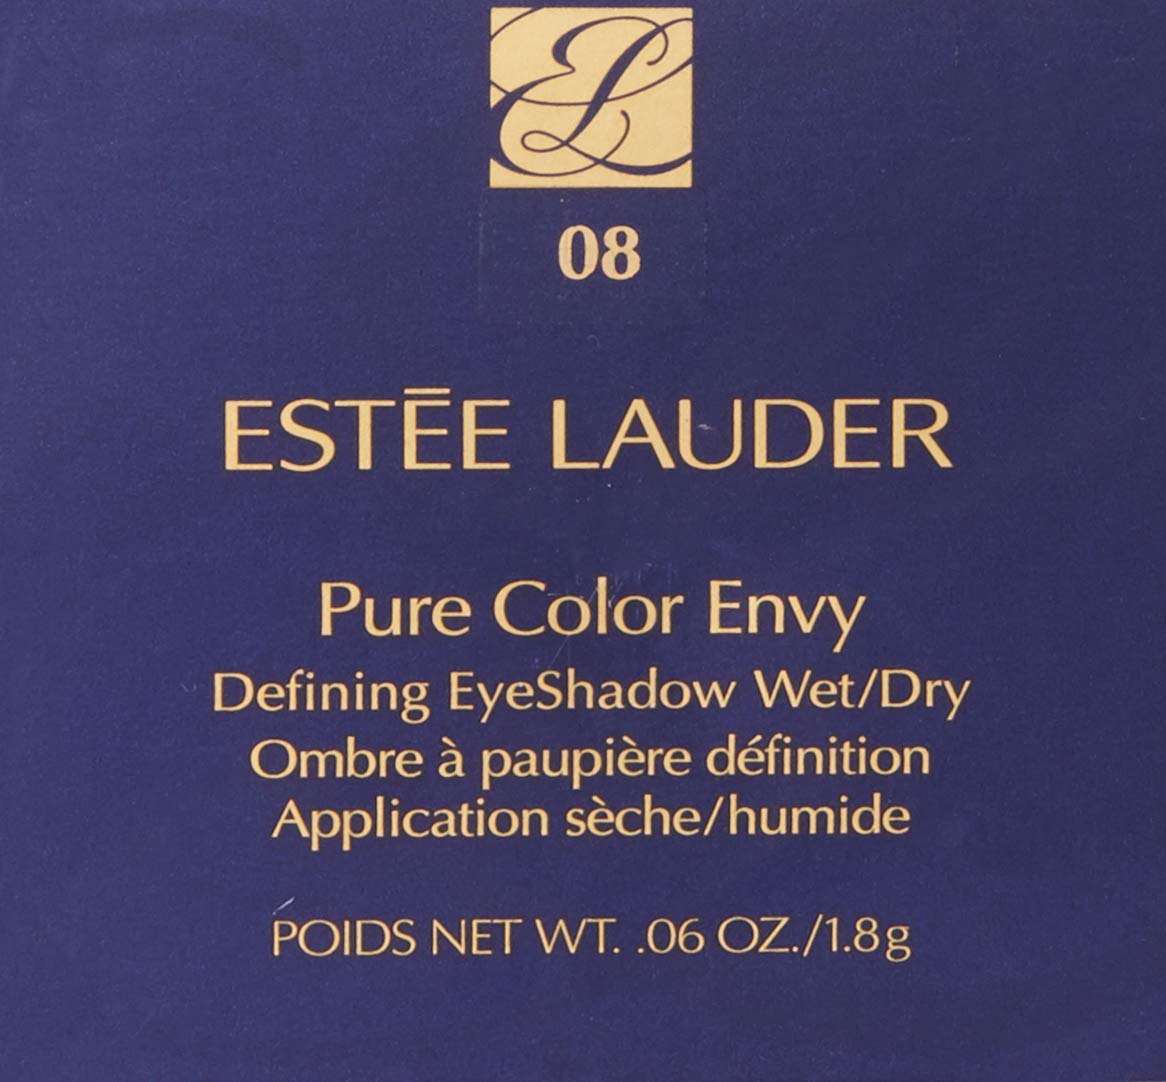 EL
08
ESTĒE LAUDER
Pure Color Envy
Defining EyeShadow Wet/Dry
Ombre à paupière définition
Application sèche/humide
POIDS NET WT. .06 OZ./1.8g